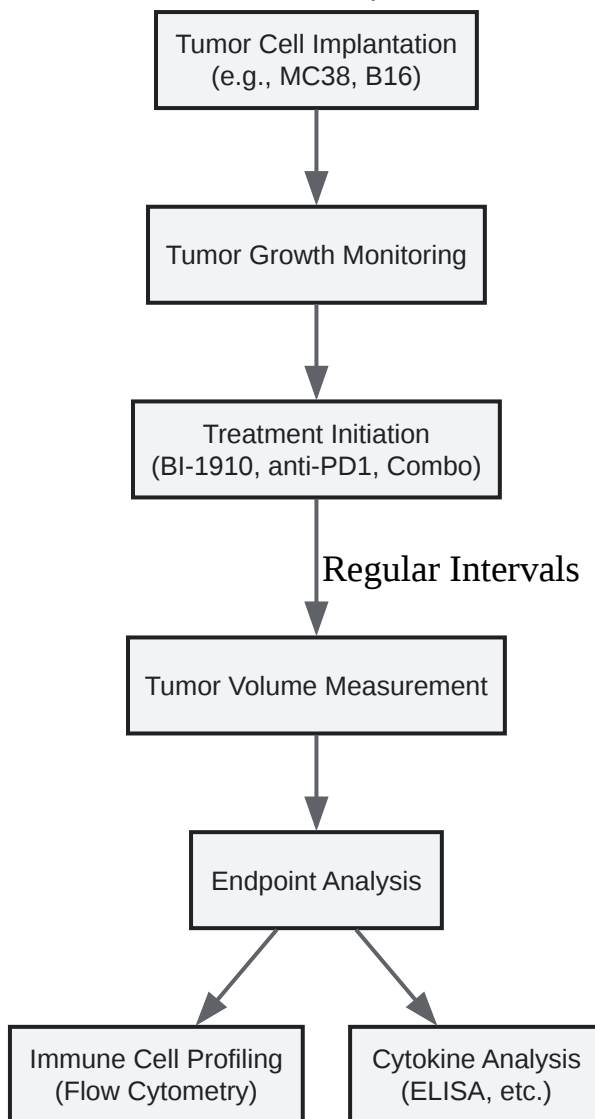 Tumor Cell Implantation
(e.g., MC38, B16)
Tumor Growth Monitoring
Treatment Initiation
(BI-1910, anti-PD1, Combo)
Regular Intervals
Tumor Volume Measurement
Endpoint Analysis
Immune Cell Profiling
(Flow Cytometry)
Cytokine Analysis
(ELISA, etc.)